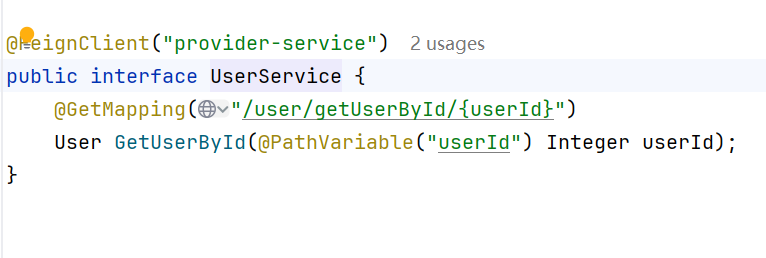 @FeignClient("provider-service") 2 usages
public interface UserService {
@GetMapping("/user/getUserById/{userId}")
User GetUserById(@PathVariable("userId") Integer userId);
}